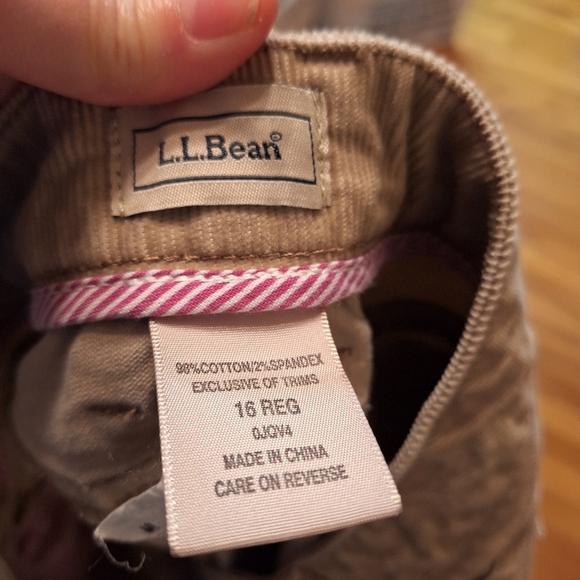 L.L.Bean®
98%COTTON/2%SPANDEX
EXCLUSIVE OF TRIMS
16 REG
0JQV4
MADE IN CHINA
CARE ON REVERSE